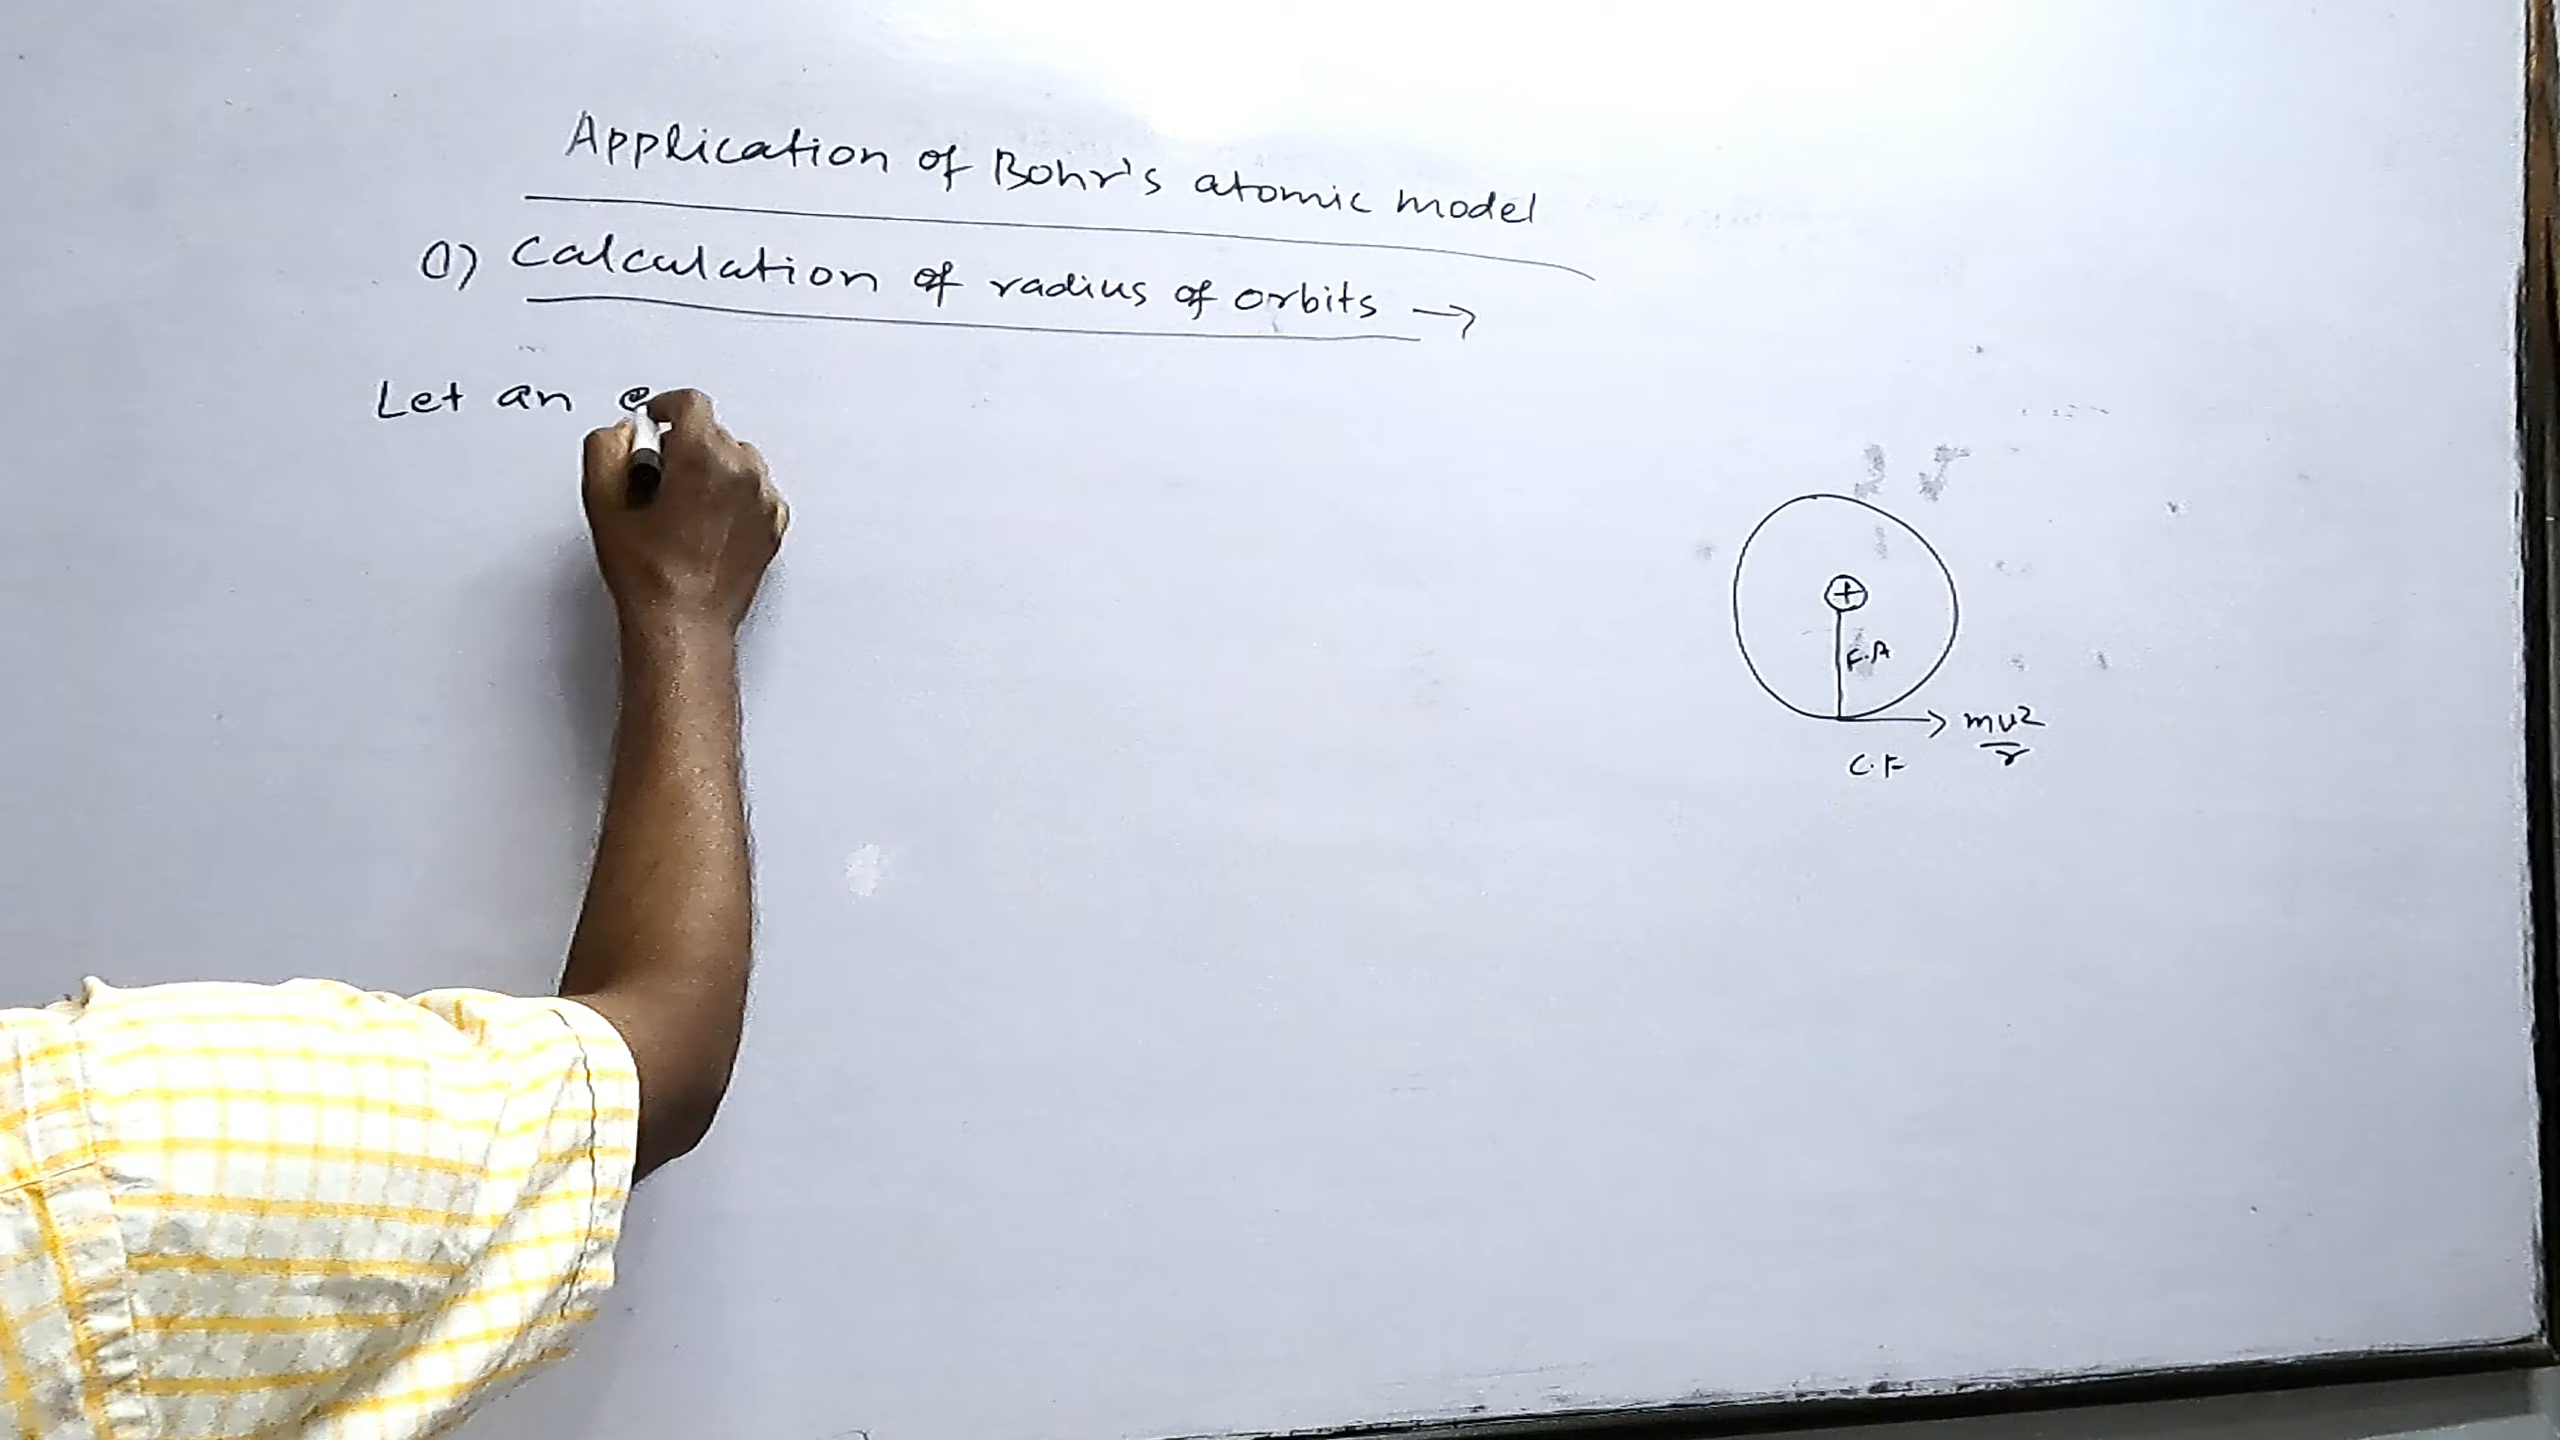 Application of Bohr's atomic model
1) Calculation of radius of orbits →
Let an e
+
F.A
mv2
r
C.F